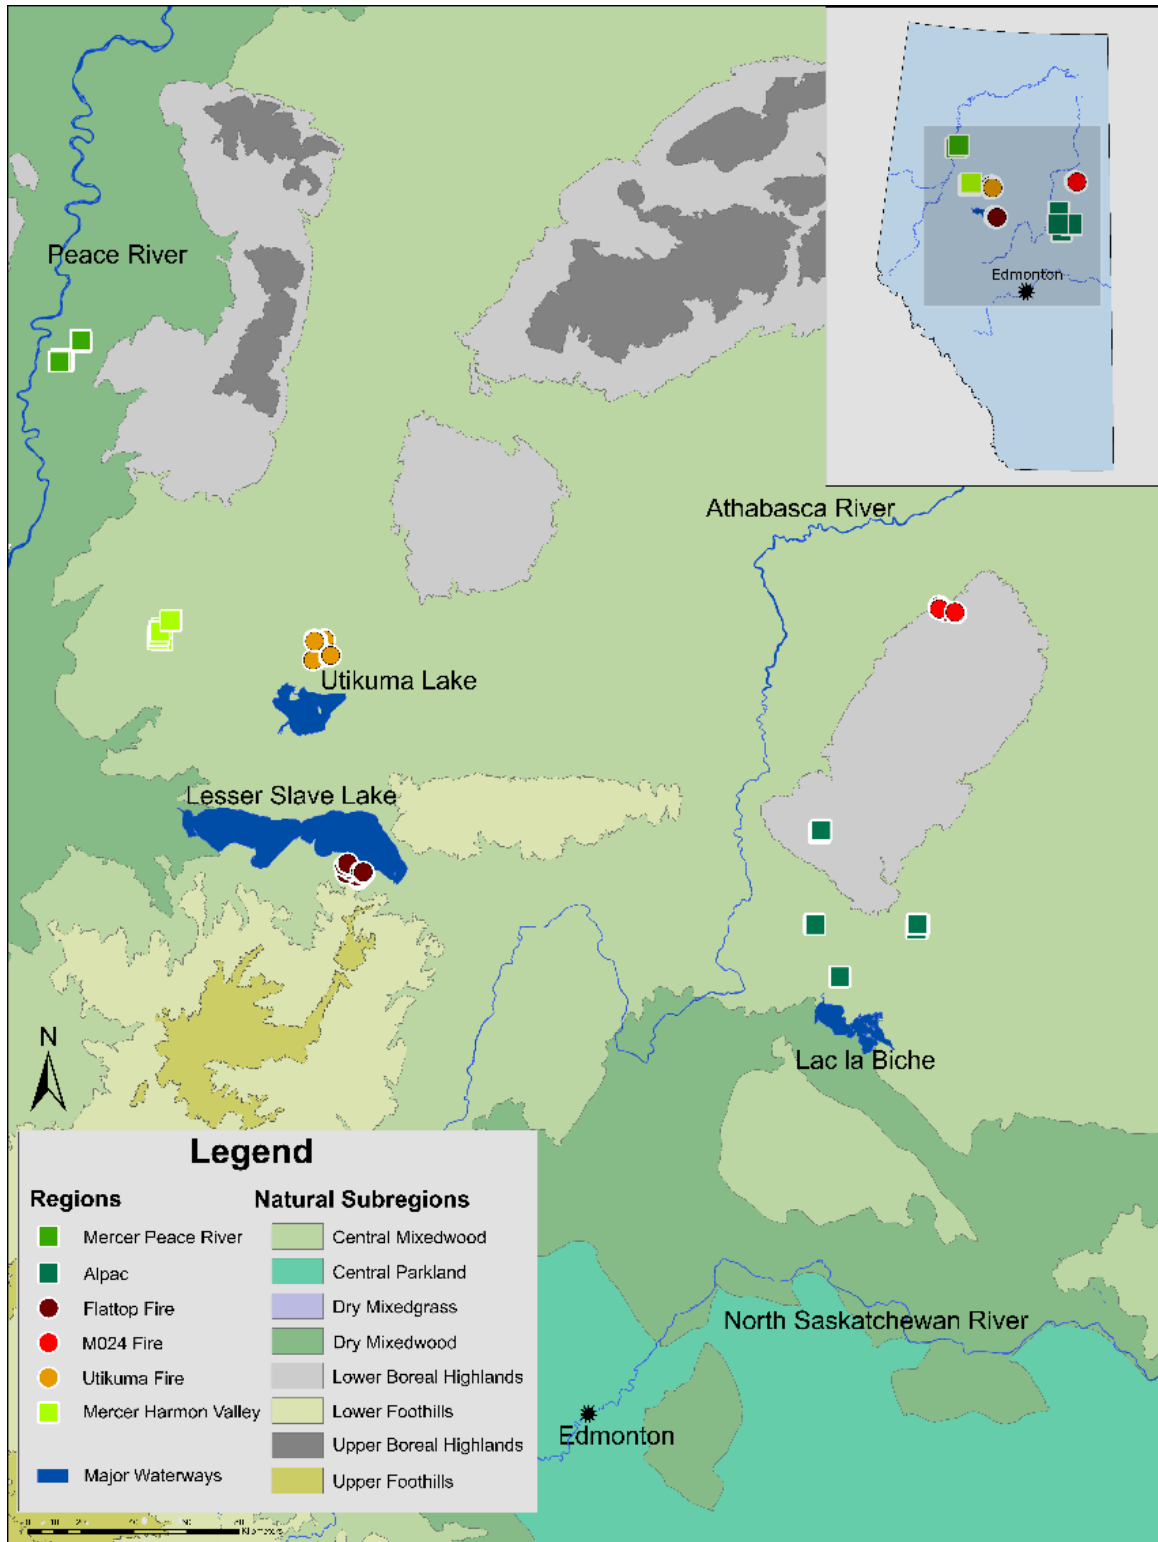 Edmonton
Peace River
Athabasca River
Utikuma Lake
Lesser Slave Lake
Lac la Biche
N
North Saskatchewan River
Edmonton
Legend
Regions
Mercer Peace River
Alpac
Flattop Fire
M024 Fire
Utikuma Fire
Mercer Harmon Valley
Major Waterways
Natural Subregions
Central Mixedwood
Central Parkland
Dry Mixedgrass
Dry Mixedwood
Lower Boreal Highlands
Lower Foothills
Upper Boreal Highlands
Upper Foothills
Kilometers